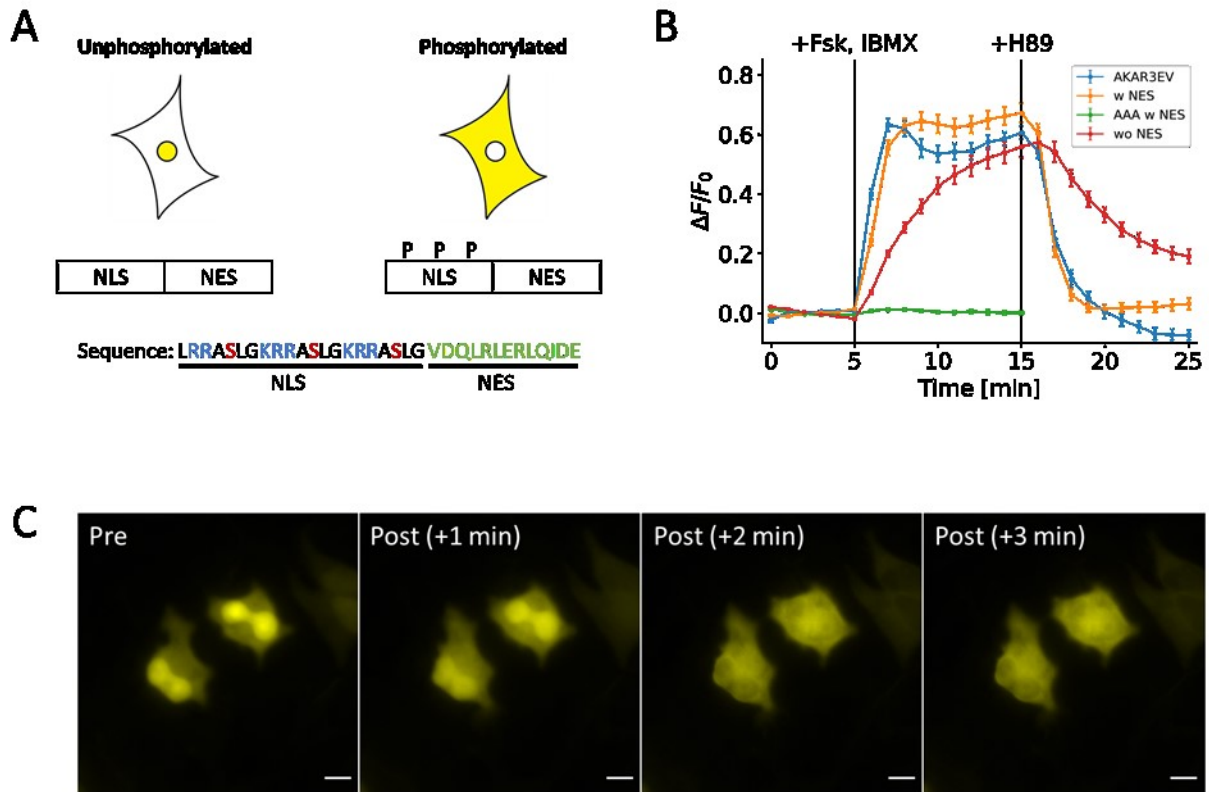 A
Unphosphorylated
Phosphorylated
NLS NES
P P P
NLS NES
Sequence: LRRASLGKRRASLGKRRASLGVDQLRLERLQJDE
NLS NES
B
+Fsk, IBMX +H89
AKAR3EV
w NES
AAA w NES
wo NES
ΔF/F0
0.8
0.6
0.4
0.2
0.0
0 5 10 15 20 25
Time [min]
C
Pre
Post (+1 min)
Post (+2 min)
Post (+3 min)